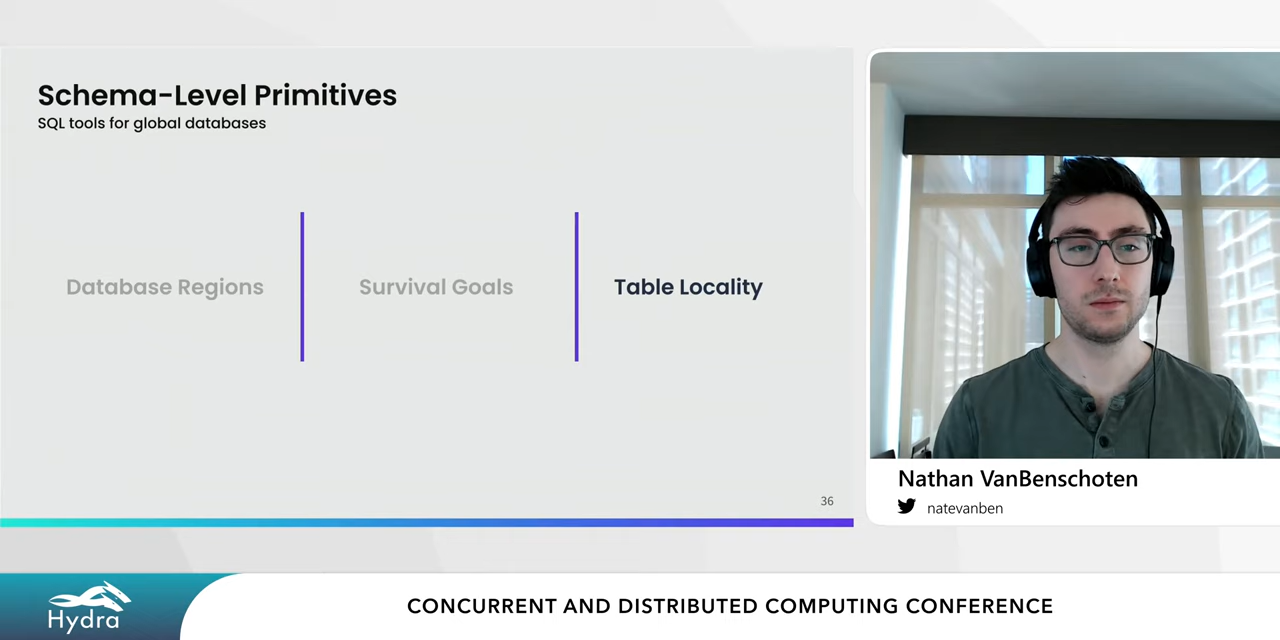 Schema-Level Primitives
SQL tools for global databases
Database Regions
Survival Goals
Table Locality
36
Nathan VanBenschoten
natevanben
Hydra
CONCURRENT AND DISTRIBUTED COMPUTING CONFERENCE